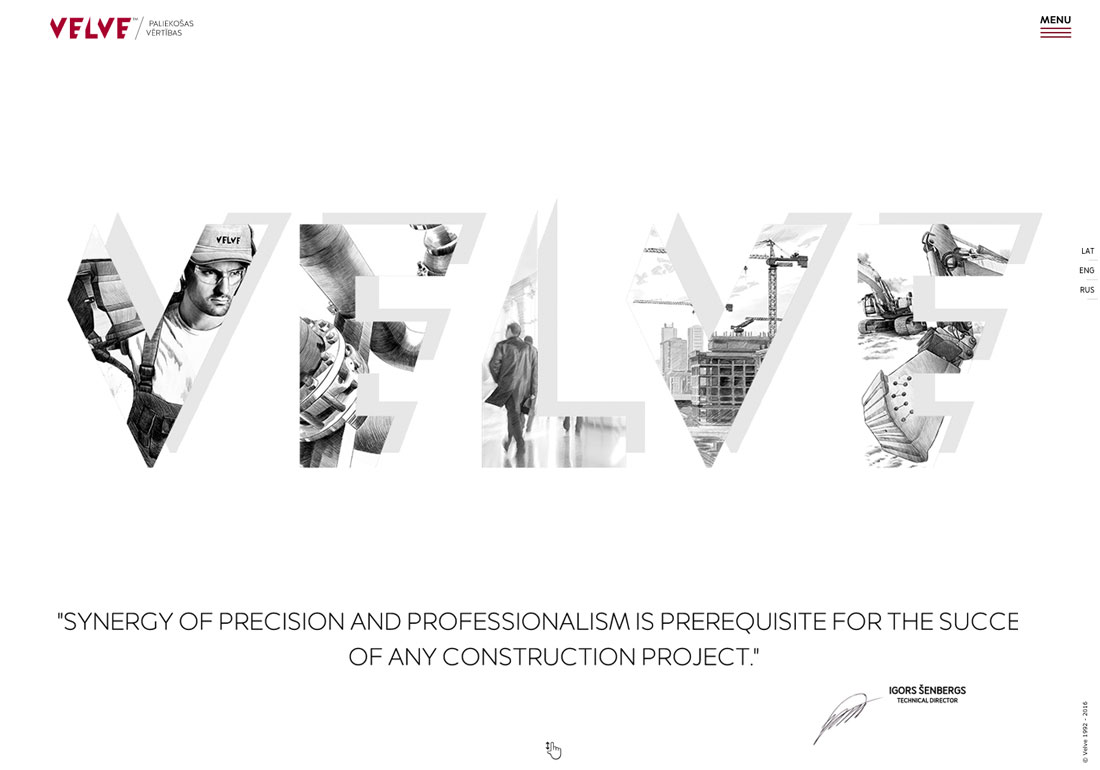 VELVE™ PALIEKOŠAS
VĒRTĪBAS
MENU
VELVE
VELVE
LAT
ENG
RUS
"SYNERGY OF PRECISION AND PROFESSIONALISM IS PREREQUISITE FOR THE SUCCE
OF ANY CONSTRUCTION PROJECT."
IGORS ŠENBERGS
TECHNICAL DIRECTOR
© Velve 1992 - 2016